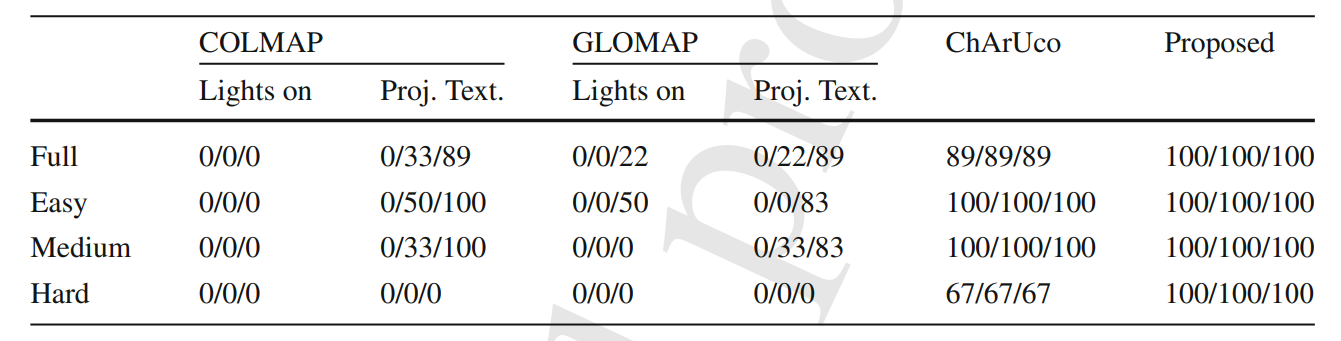 COLMAP GLOMAP ChArUco Proposed
Lights on Proj. Text. Lights on Proj. Text.
Full 0/0/0 0/33/89 0/0/22 0/22/89 89/89/89 100/100/100
Easy 0/0/0 0/50/100 0/0/50 0/0/83 100/100/100 100/100/100
Medium 0/0/0 0/33/100 0/0/0 0/33/83 100/100/100 100/100/100
Hard 0/0/0 0/0/0 0/0/0 0/0/0 67/67/67 100/100/100